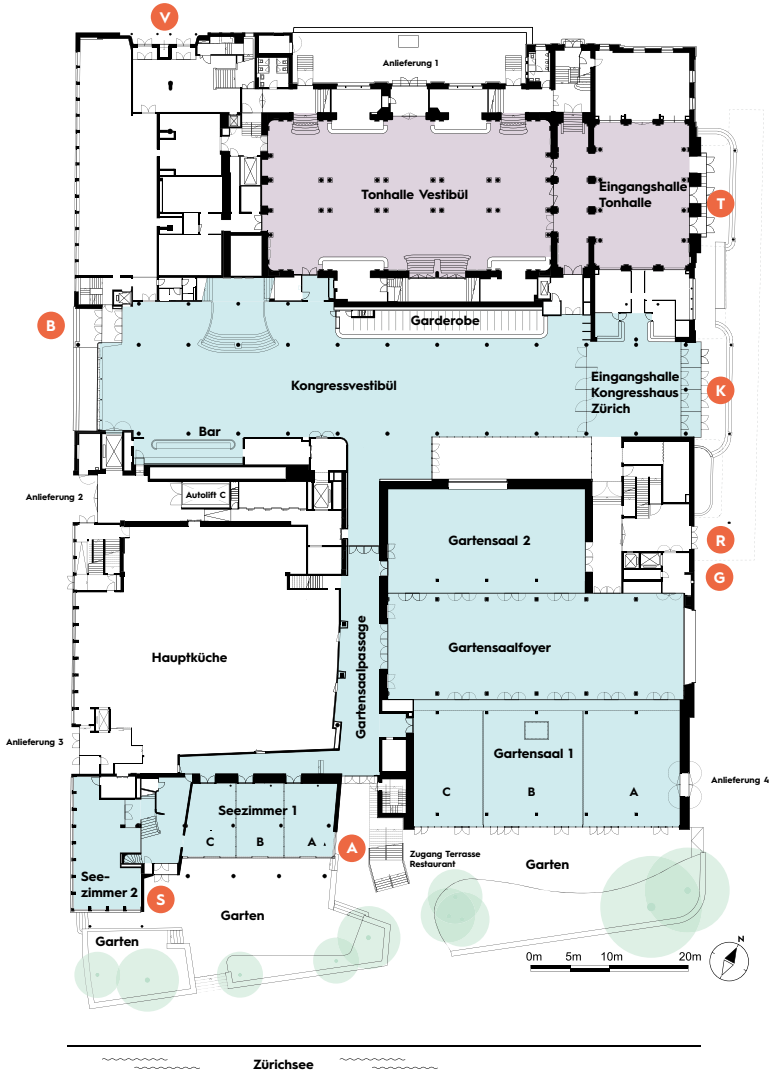 V
Anlieferung 1
Tonhalle Vestibül
Eingangshalle
Tonhalle
T
B
Garderobe
Kongressvestibül
Eingangshalle
Kongresshaus
Zürich
K
Bar
Anlieferung 2
Autolift C
Gartensaal 2
R
G
Gartensaalpassage
Gartensaalfoyer
Hauptküche
Anlieferung 3
Gartensaal 1
C
B
A
Anlieferung 4
Seezimmer 1
C
B
A
A
Zugang Terrasse
Restaurant
Garten
See-
zimmer 2
S
Garten
Garten
N
0m 5m 10m 20m
Zürichsee